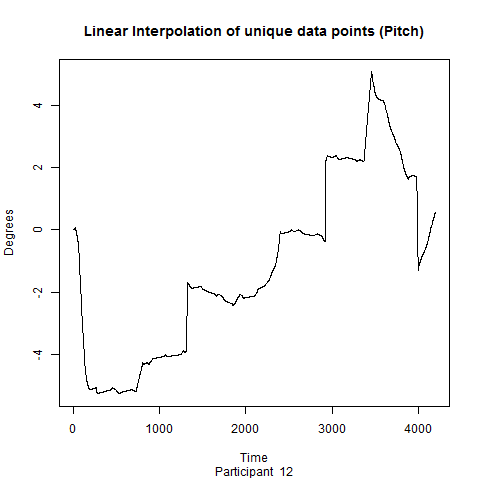 Linear Interpolation of unique data points (Pitch)
4
2
0
-2
-4
Degrees
0 1000 2000 3000 4000
Time
Participant 12